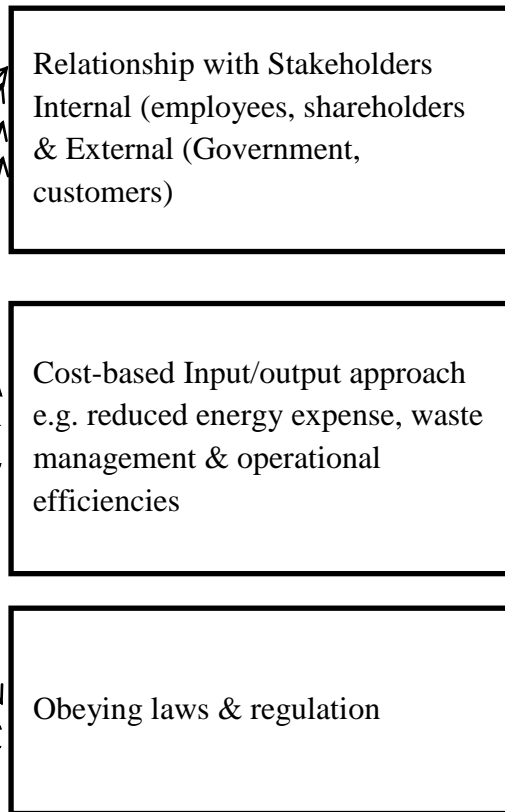 Relationship with Stakeholders
Internal (employees, shareholders
& External (Government,
customers)
Cost-based Input/output approach
e.g. reduced energy expense, waste
management & operational
efficiencies
Obeying laws & regulation